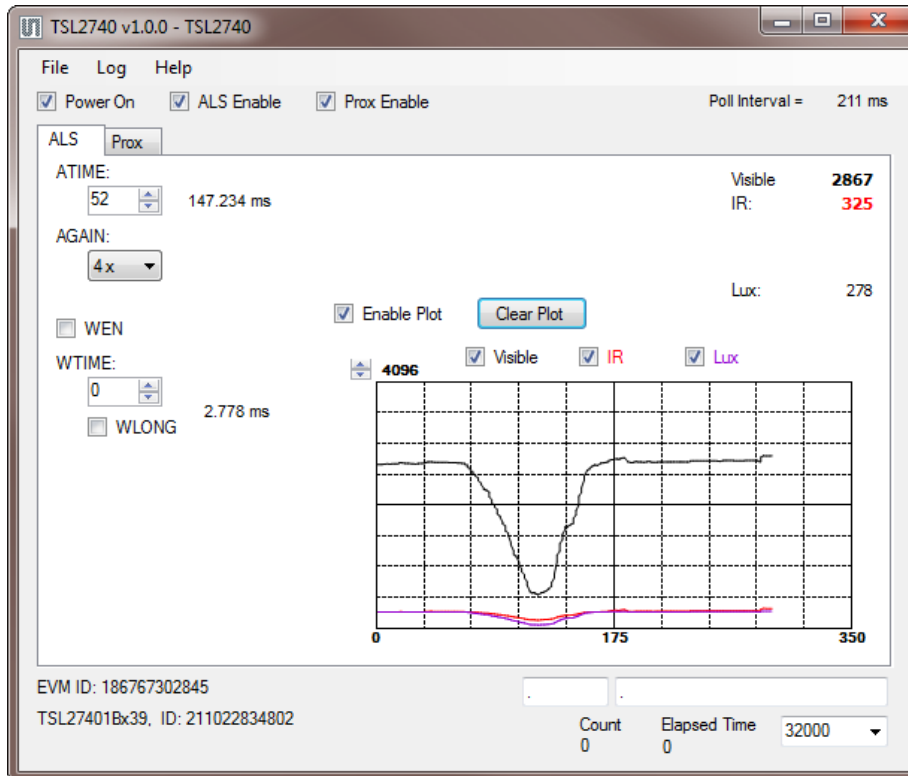 TSL2740 v1.0.0 - TSL2740
File Log Help
Power On ALS Enable Prox Enable Poll Interval = 211 ms
ALS Prox
ATIME:
52 147.234 ms
Visible 2867
IR: 325
AGAIN:
4x
Lux: 278
Enable Plot Clear Plot
WEN
WTIME:
0 2.778 ms
WLONG
Visible IR Lux
4096
0 175 350
EVM ID: 186767302845
. .
TSL27401Bx39, ID: 211022834802
Count Elapsed Time 32000
0 0